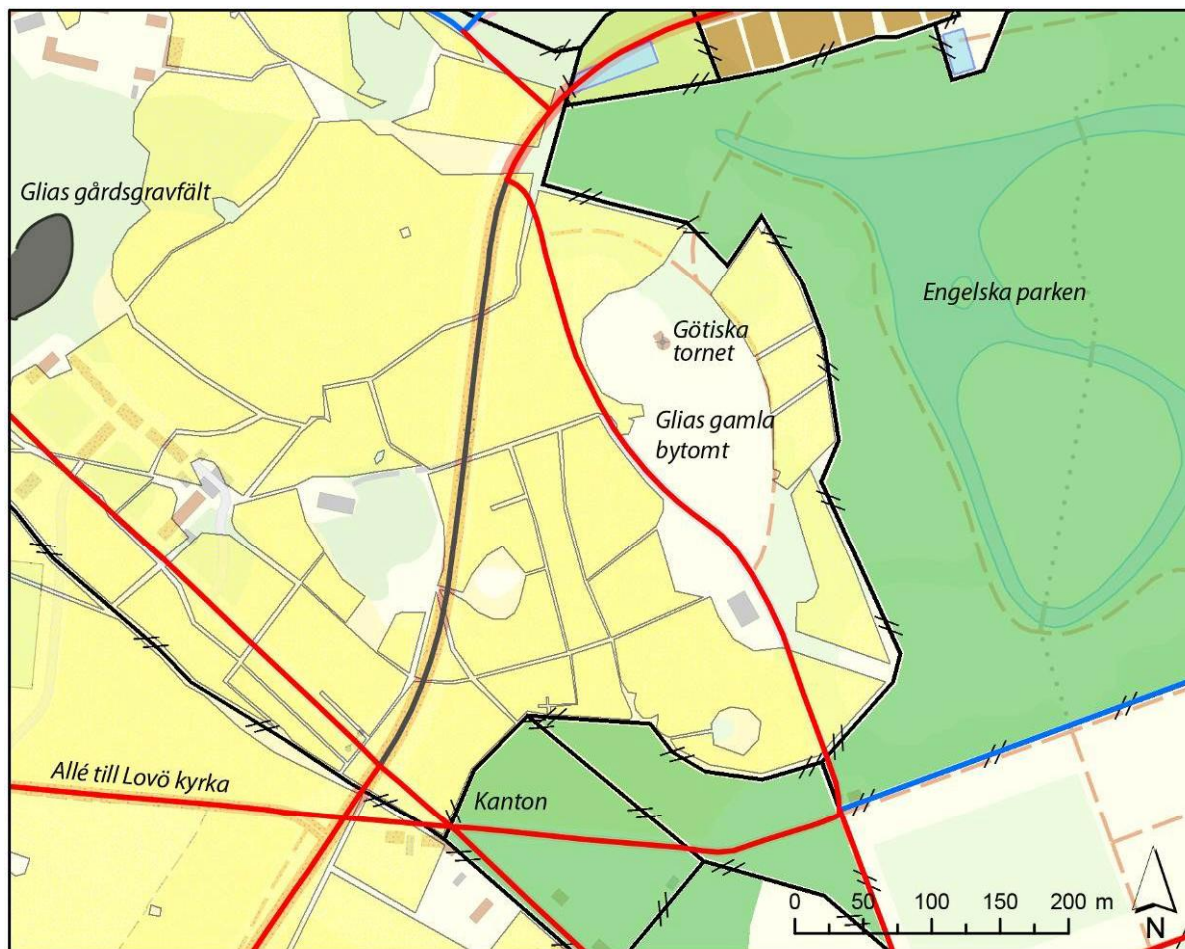 Glias gårdsgravfält
Engelska parken
Götiska
tornet
Glias gamla
bytomt
Allé till Lovö kyrka
Kanton
0 50 100 150 200 m
N